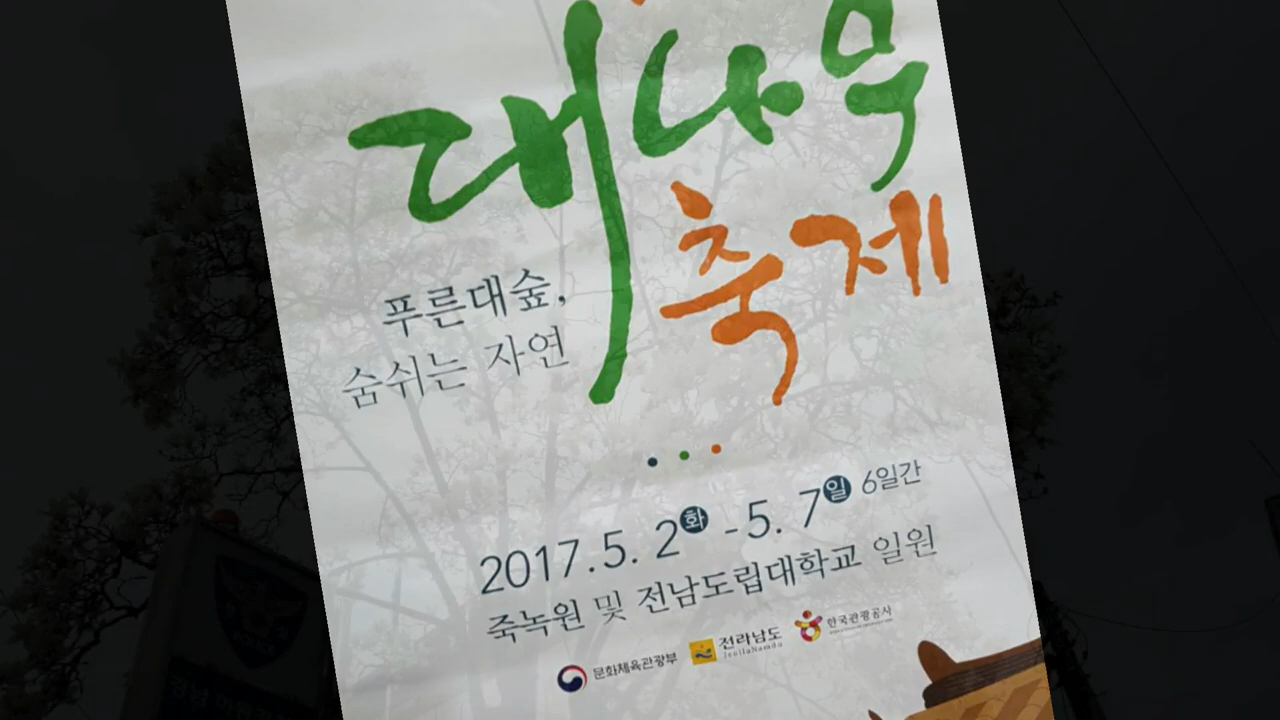 대나무
축제
푸른대숲,
숨쉬는 자연
2017. 5. 2화 - 5. 7일 6일간
죽녹원 및 전남도립대학교 일원
문화체육관광부 전라남도 한국관광공사
JeollaNamdo